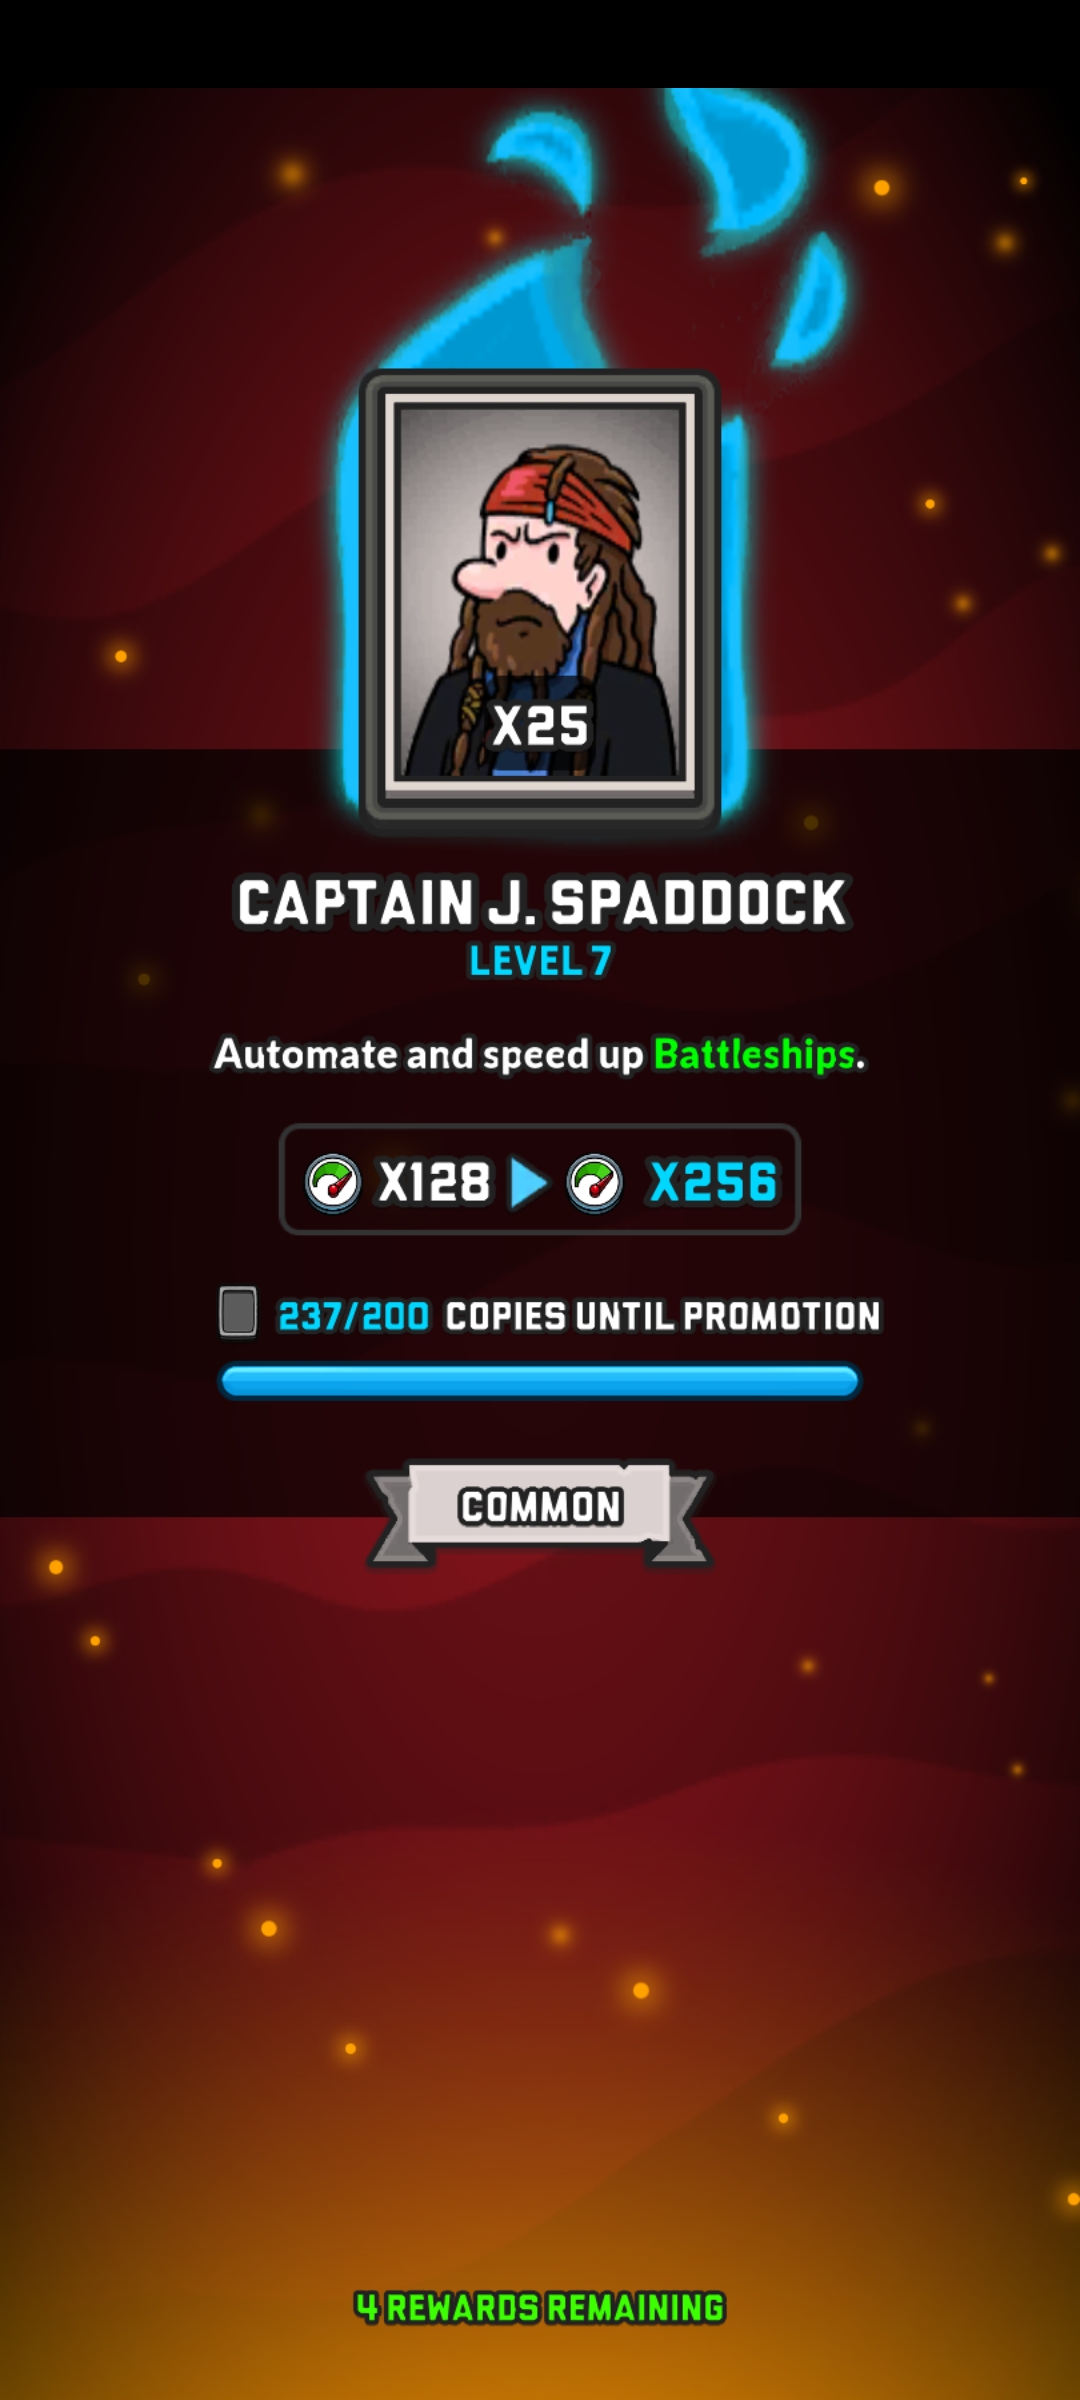 X25
CAPTAIN J. SPADDOCK
LEVEL 7
Automate and speed up Battleships.
X128 X256
237/200 COPIES UNTIL PROMOTION
COMMON
4 REWARDS REMAINING